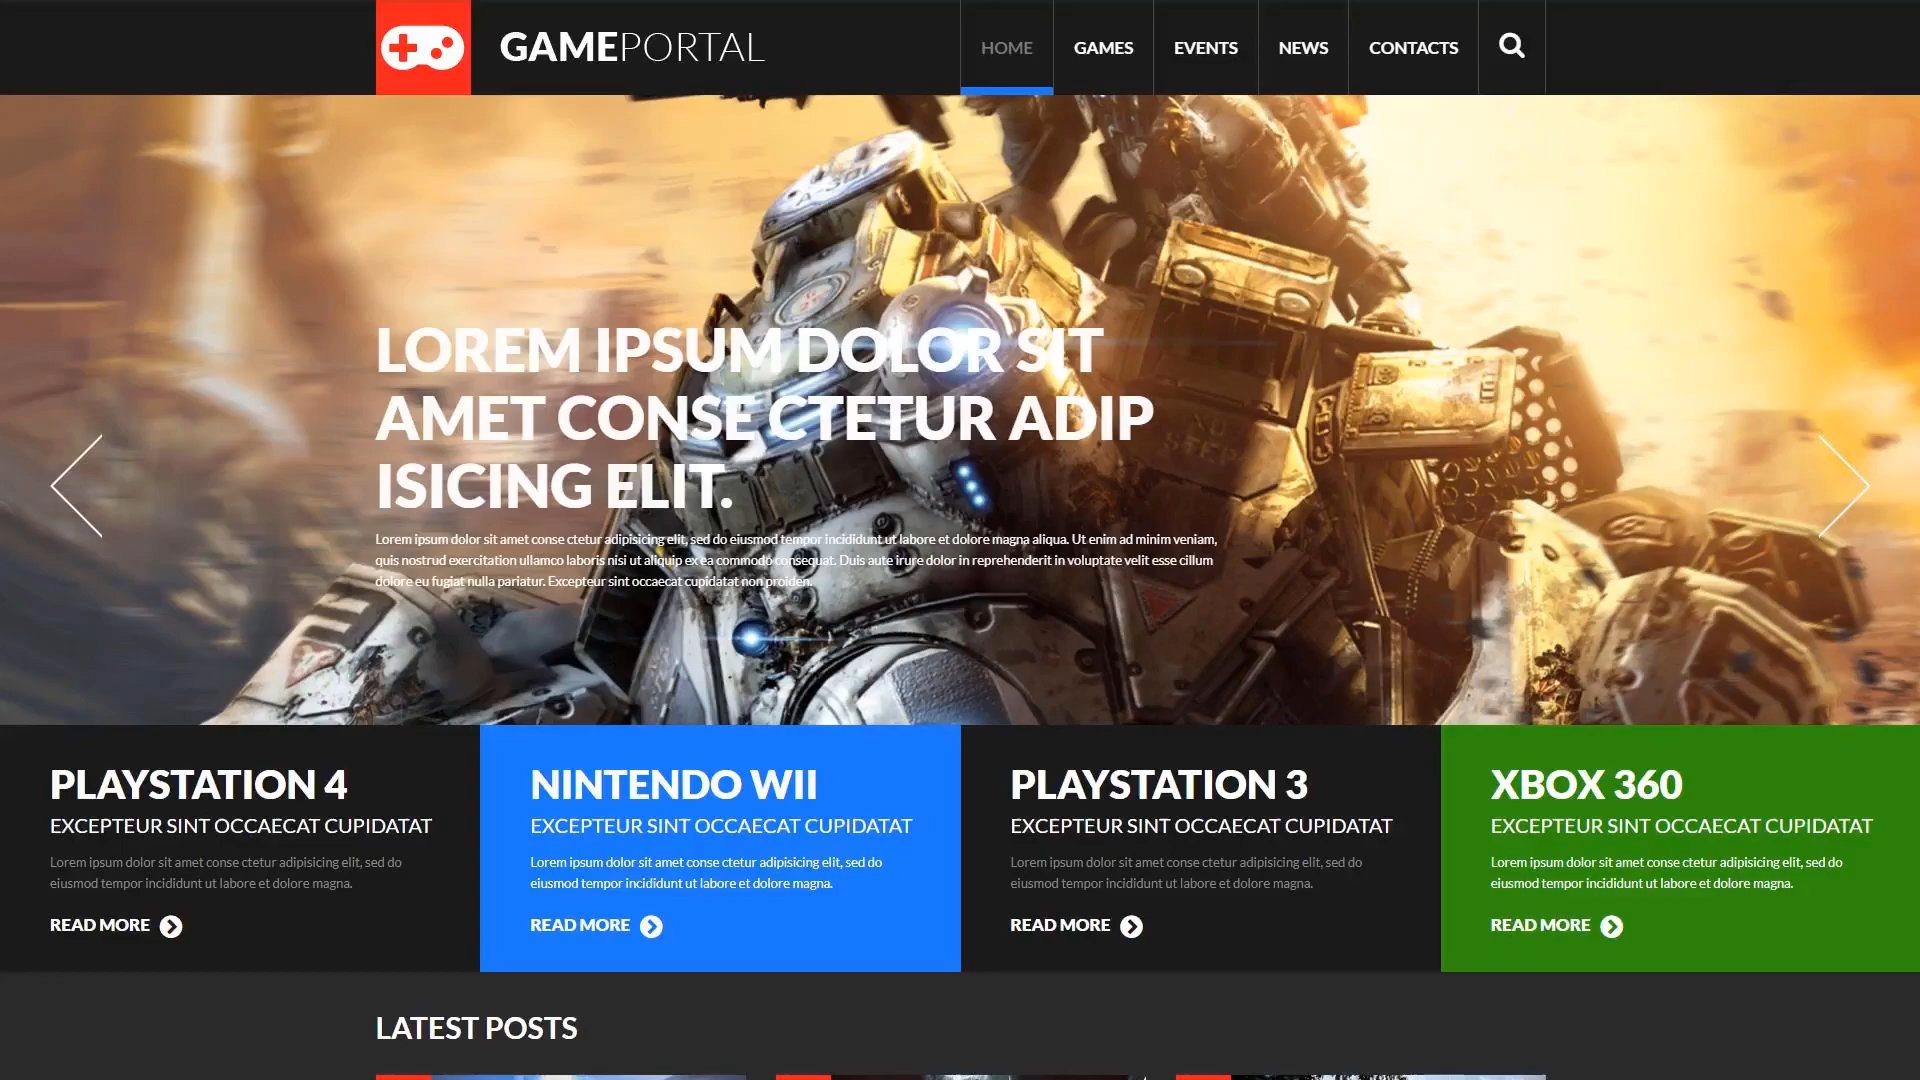 GAMEPORTAL
HOME
GAMES
EVENTS
NEWS
CONTACTS
LOREM IPSUM DOLOR SIT
AMET CONSE CTETUR ADIP
ISICING ELIT.
Lorem ipsum dolor sit amet conse ctetur adipisicing elit, sed do eiusmod tempor incididunt ut labore et dolore magna aliqua. Ut enim ad minim veniam,
quis nostrud exercitation ullamco laboris nisi ut aliquip ex ea commodo consequat. Duis aute irure dolor in reprehenderit in voluptate velit esse cillum
dolore eu fugiat nulla pariatur. Excepteur sint occaecat cupidatat non proiden.
PLAYSTATION 4
EXCEPTEUR SINT OCCAECAT CUPIDATAT
Lorem ipsum dolor sit amet conse ctetur adipisicing elit, sed do
eiusmod tempor incididunt ut labore et dolore magna.
READ MORE
NINTENDO WII
EXCEPTEUR SINT OCCAECAT CUPIDATAT
Lorem ipsum dolor sit amet conse ctetur adipisicing elit, sed do
eiusmod tempor incididunt ut labore et dolore magna.
READ MORE
PLAYSTATION 3
EXCEPTEUR SINT OCCAECAT CUPIDATAT
Lorem ipsum dolor sit amet conse ctetur adipisicing elit, sed do
eiusmod tempor incididunt ut labore et dolore magna.
READ MORE
XBOX 360
EXCEPTEUR SINT OCCAECAT CUPIDATAT
Lorem ipsum dolor sit amet conse ctetur adipisicing elit, sed do
eiusmod tempor incididunt ut labore et dolore magna.
READ MORE
LATEST POSTS